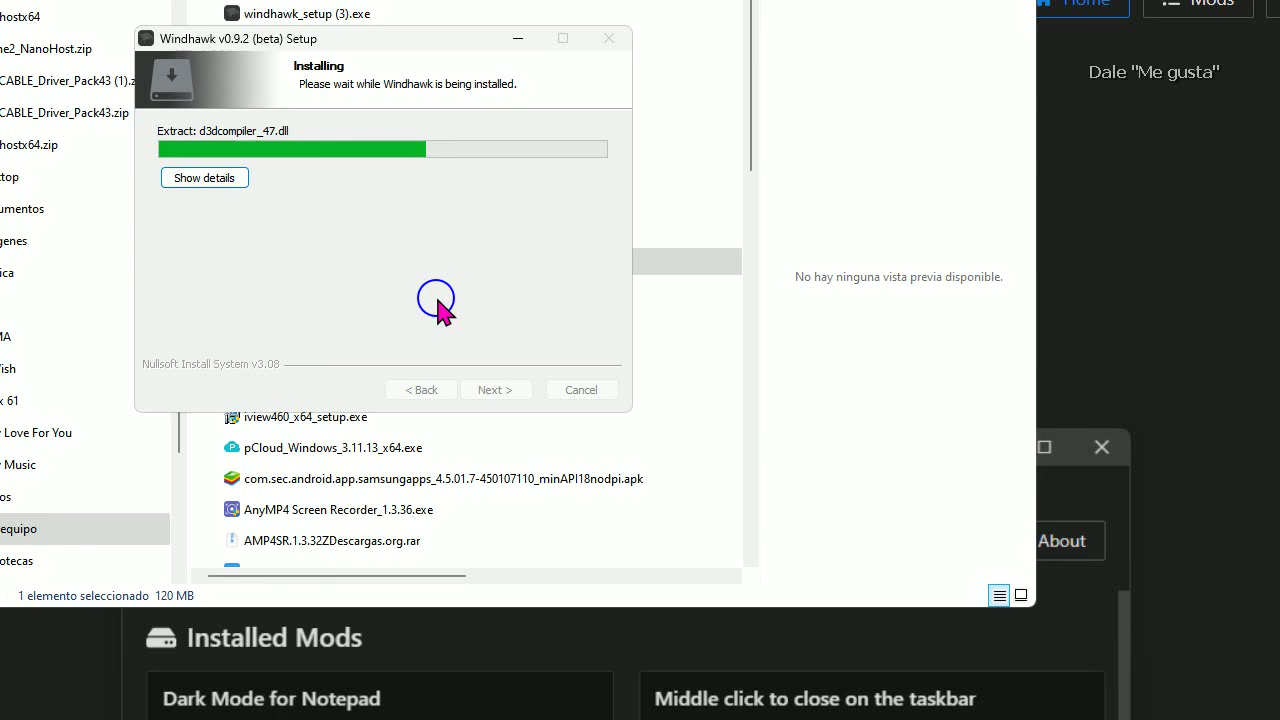 hostx64
windhawk_setup (3).exe
Home
Mods
Windhawk v0.9.2 (beta) Setup
ne2_NanoHost.zip
Installing
Please wait while Windhawk is being installed.
Dale "Me gusta"
CABLE_Driver_Pack43 (1).z
CABLE_Driver_Pack43.zip
Extract: d3dcompiler_47.dll
hostx64.zip
top
Show details
umentos
genes
ica
No hay ninguna vista previa disponible.
MA
Yish
Nullsoft Install System v3.08
x 61
< Back
Next >
Cancel
iview460_x64_setup.exe
Love For You
pCloud_Windows_3.11.13_x64.exe
Music
com.sec.android.app.samsungapps_4.5.01.7-450107110_minAPI18nodpi.apk
os
AnyMP4 Screen Recorder_1.3.36.exe
equipo
AMP4SR.1.3.32ZDescargas.org.rar
About
otecas
1 elemento seleccionado 120 MB
Installed Mods
Dark Mode for Notepad
Middle click to close on the taskbar